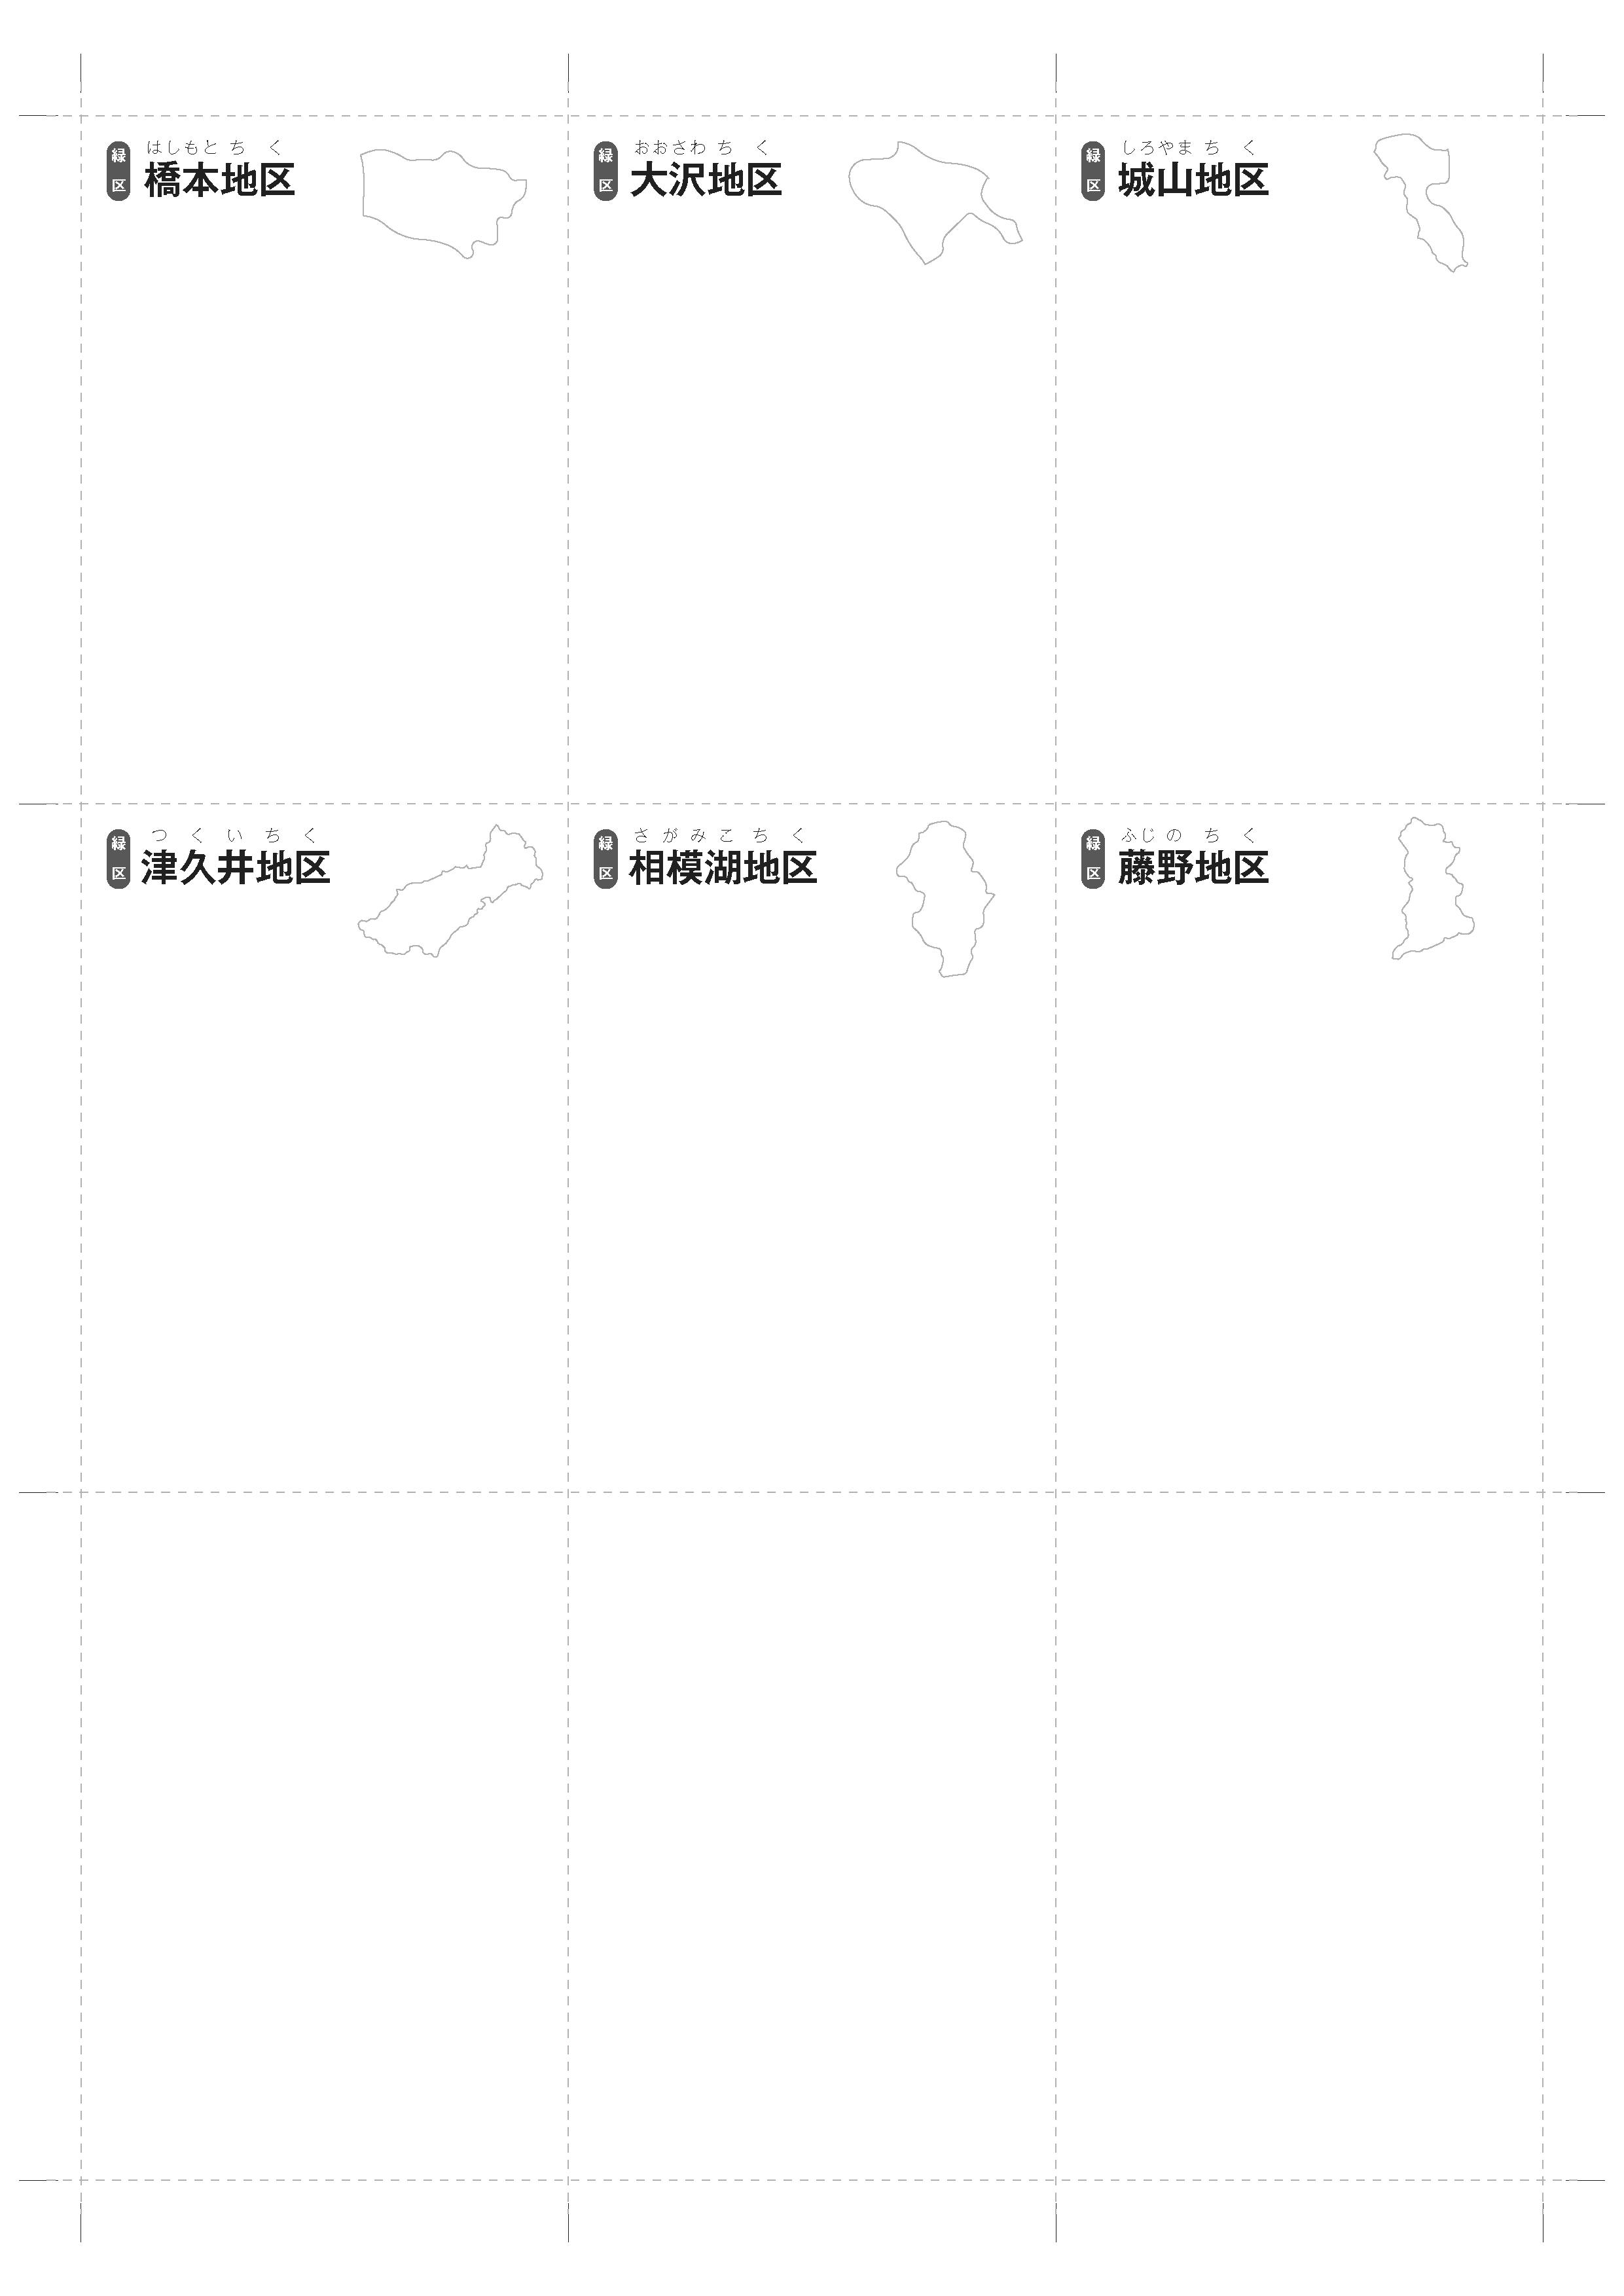 緑区
はしもとちく
橋本地区
緑区
おおさわちく
大沢地区
緑区
しろやまちく
城山地区
緑区
つくいちく
津久井地区
緑区
さがみこちく
相模湖地区
緑区
ふじのちく
藤野地区